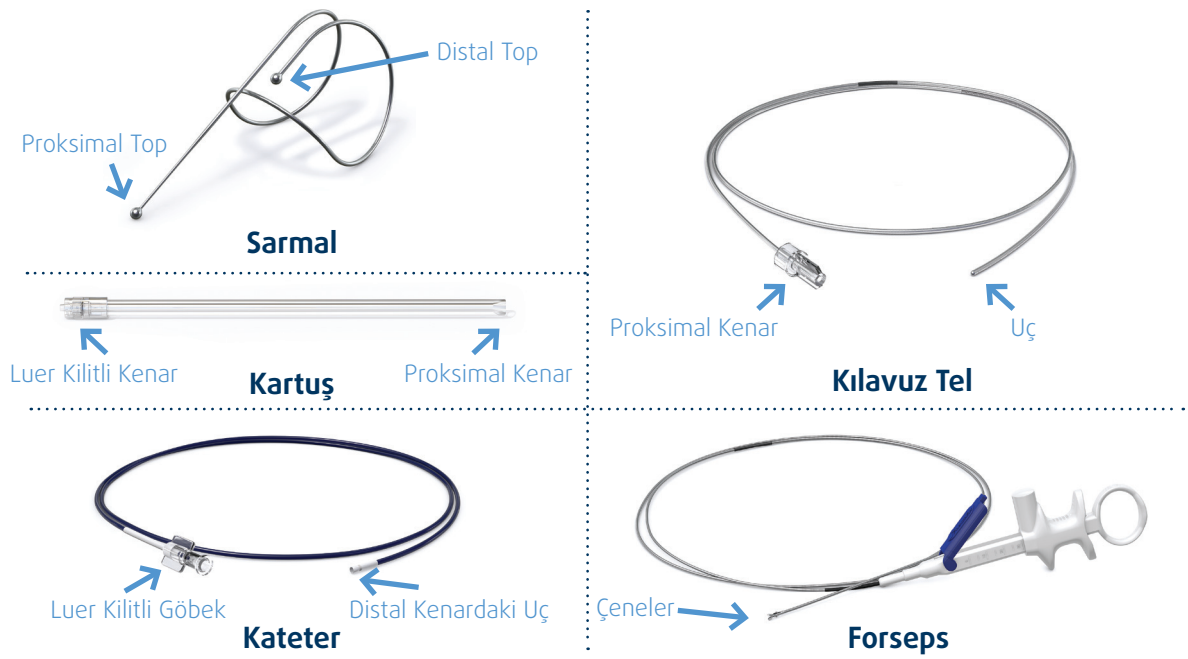 Distal Top
Proksimal Top
Sarmal
Luer Kilitli Kenar
Proksimal Kenar
Kartuş
Luer Kilitli Göbek
Distal Kenardaki Uç
Kateter
Proksimal Kenar
Uç
Kılavuz Tel
Çeneler
Forseps